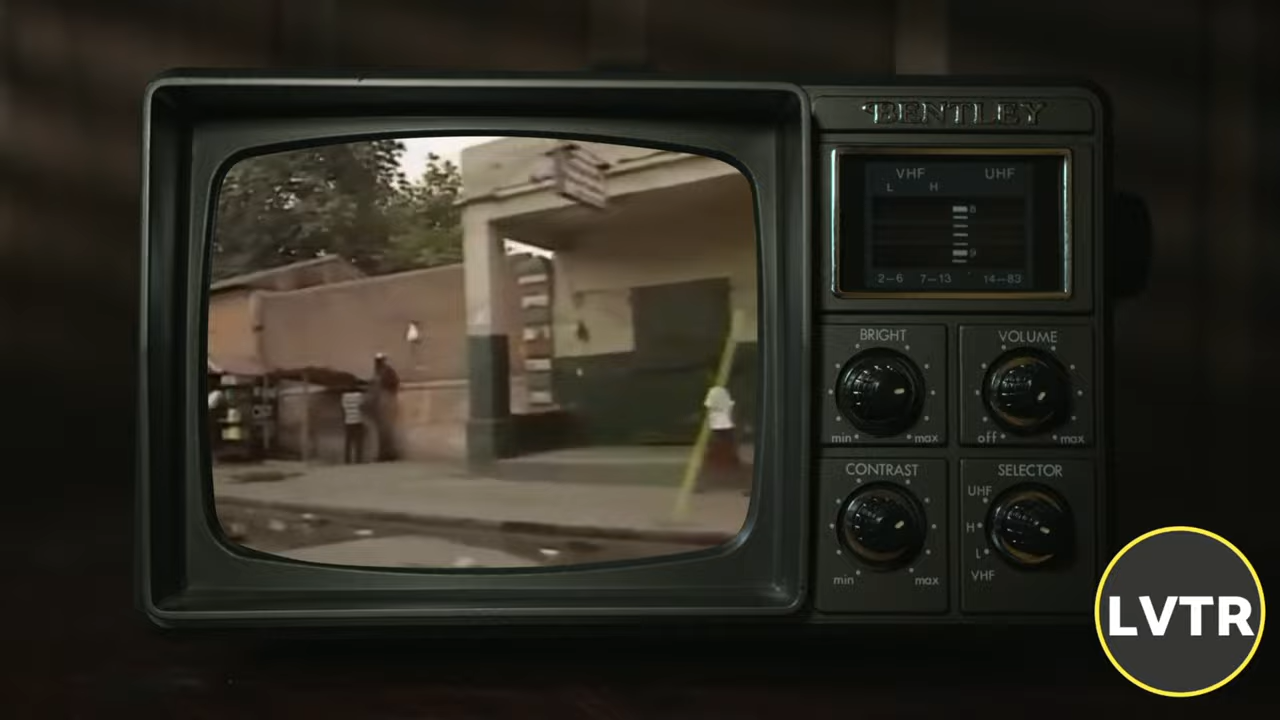 BENTLEY
VHF UHF
L H
8
9
2–6 7–13 14–83
BRIGHT
min max
VOLUME
off max
CONTRAST
min max
SELECTOR
UHF
H
L
VHF
LVTR